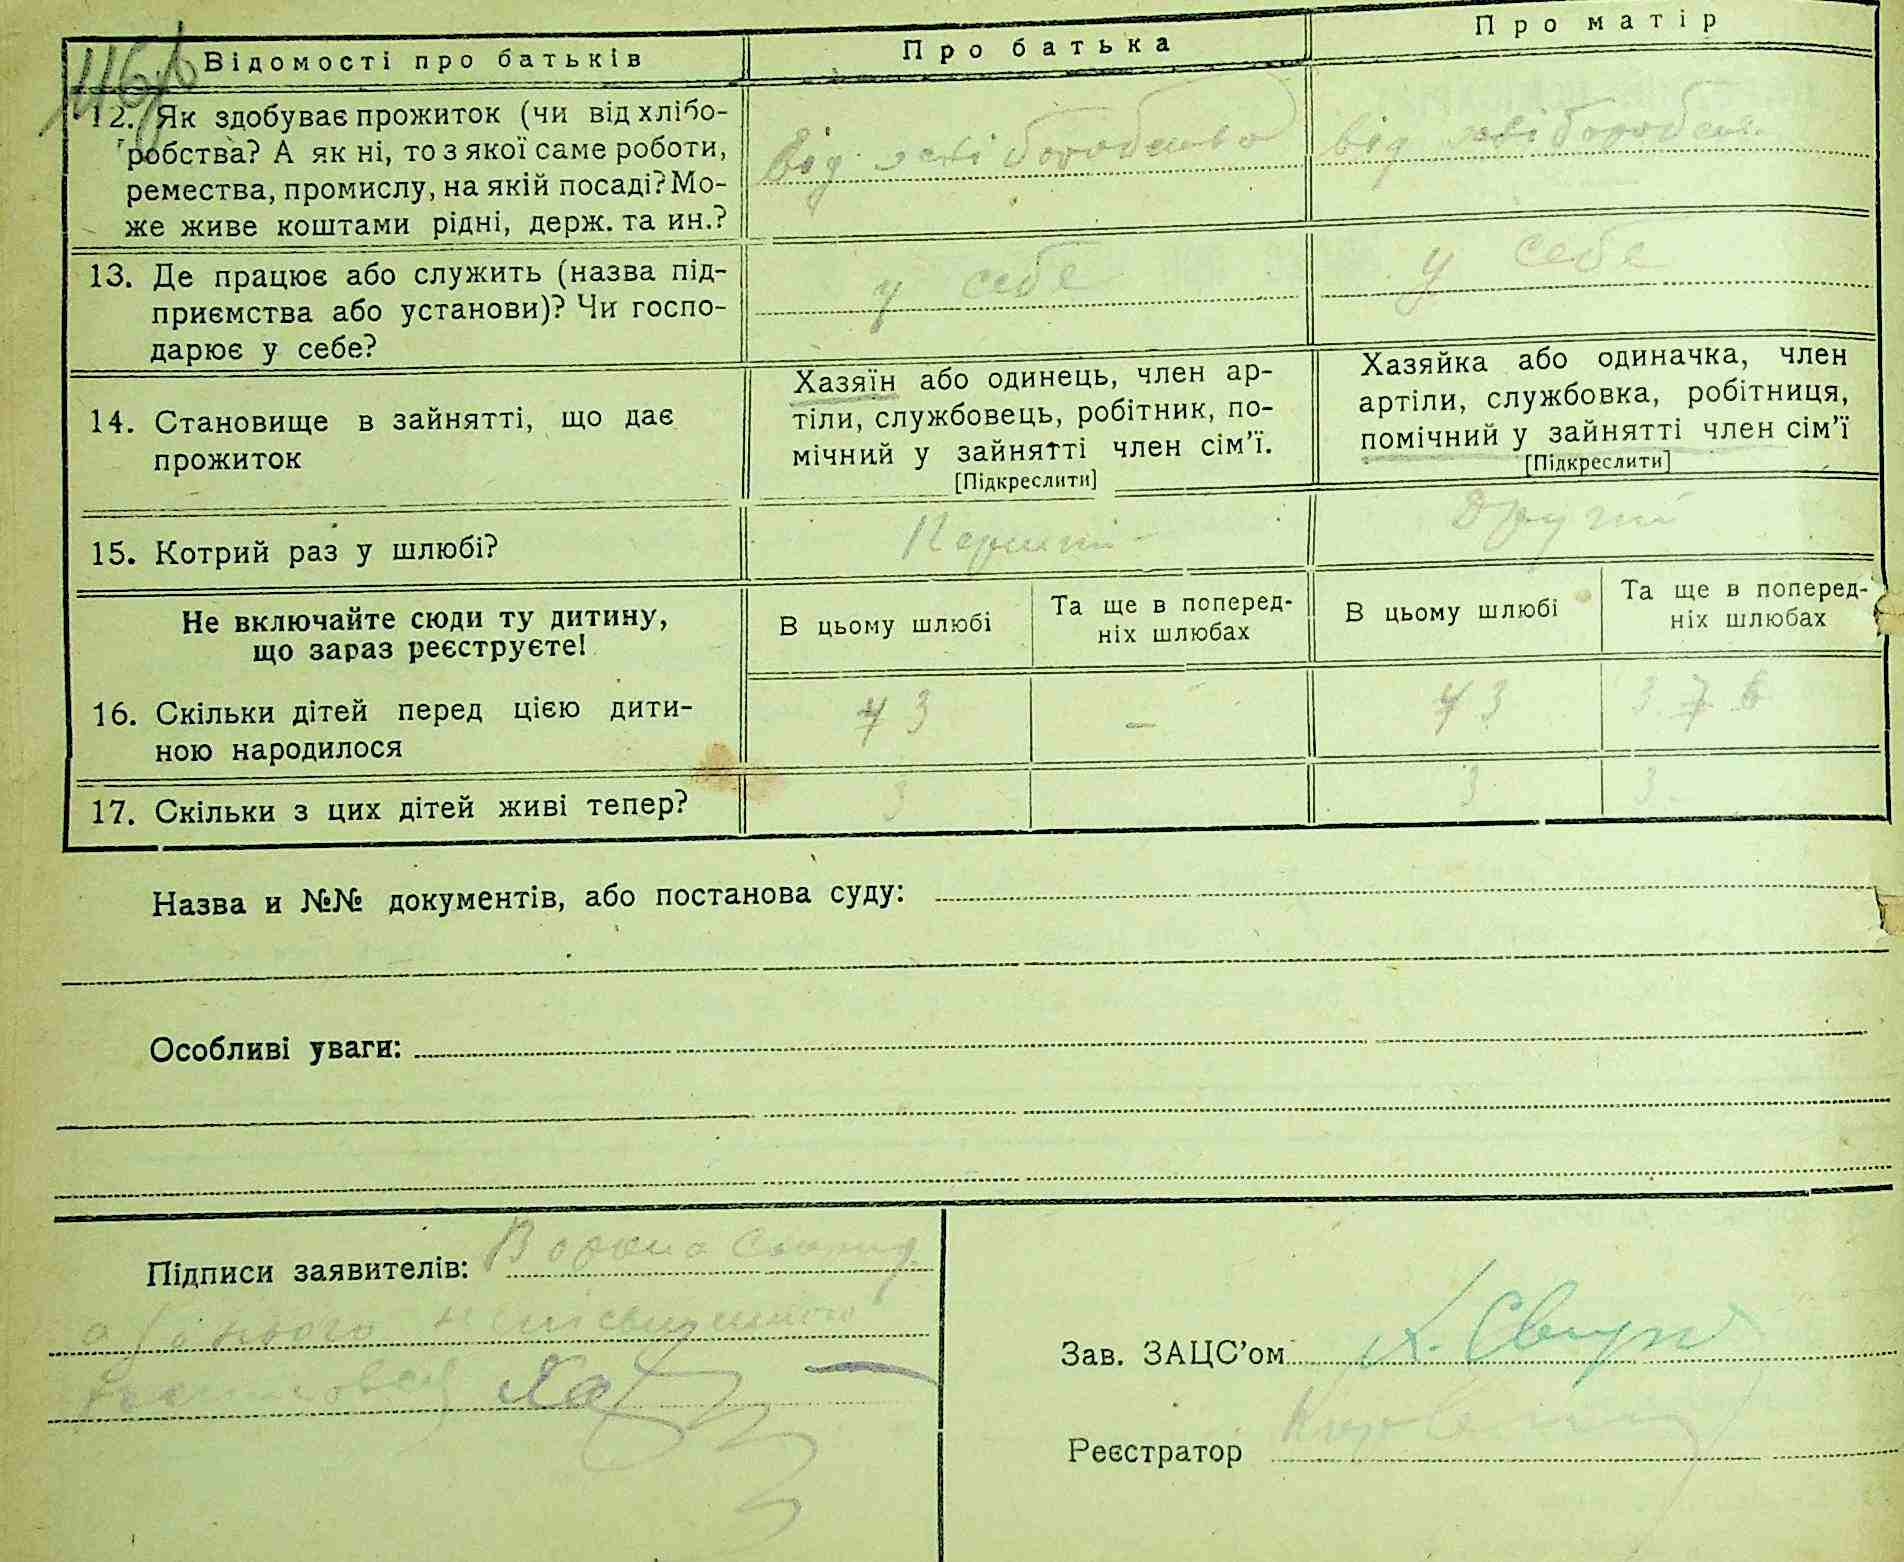 Відомості про батьків
Про батька
Про матір
12. Як здобуває прожиток (чи від хлібо-
робства? А як ні, то з якої саме роботи,
ремества, промислу, на якій посаді? Мо-
же живе коштами рідні, держ. та ин.?
від хліборобства
від хліборобств
13. Де працює або служить (назва під-
приємства або установи)? Чи госпо-
дарює у себе?
у себе
у себе
14. Становище в зайнятті, що дає
прожиток
Хазяїн або одинець, член ар-
тіли, службовець, робітник, по-
мічний у зайнятті член сім’ї.
[Підкреслити]
Хазяйка або одиначка, член
артіли, службовка, робітниця,
помічний у зайнятті член сім’ї
[Підкреслити]
15. Котрий раз у шлюбі?
Перший
Другий
Не включайте сюди ту дитину,
що зараз реєструєте!
В цьому шлюбі
Та ще в поперед-
ніх шлюбах
В цьому шлюбі
Та ще в поперед-
ніх шлюбах
16. Скільки дітей перед цією дити-
ною народилося
3
–
3
3
17. Скільки з цих дітей живі тепер?
3
3
3
Назва и №№ документів, або постанова суду:
Особливі уваги:
Підписи заявителів:
Зав. ЗАЦС’ом
Реєстратор